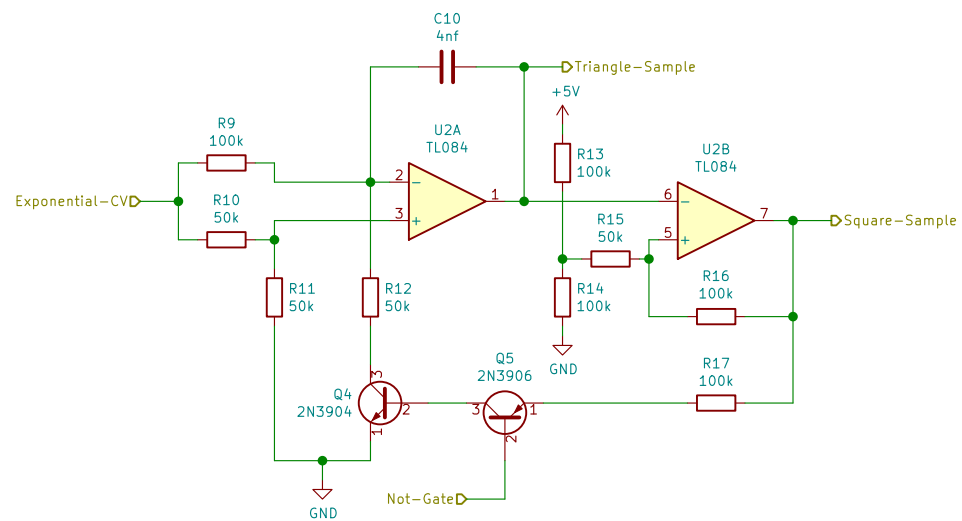 C10
4nf
Triangle-Sample
+5V
R9
100k
U2A
TL084
R13
100k
U2B
TL084
2
−
1
3
+
Exponential-CV
R10
50k
6
−
7
5
+
Square-Sample
R15
50k
R11
50k
R12
50k
R14
100k
R16
100k
GND
Q5
2N3906
R17
100k
Q4
2N3904
3
2
1
3
1
2
Not-Gate
GND